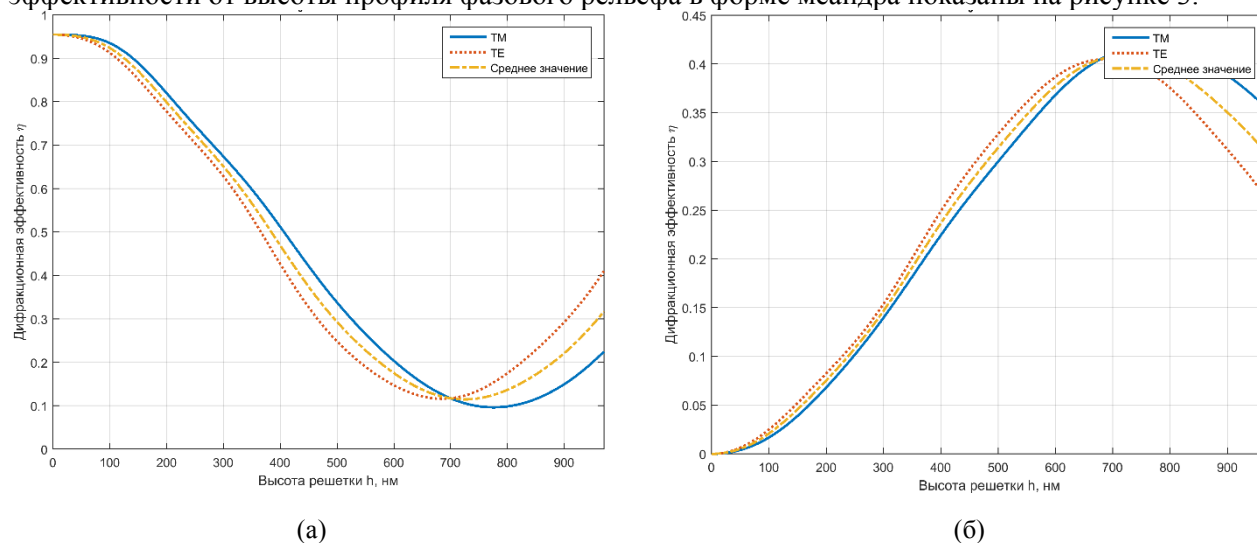 эффективности от высоты профиля фазового рельефа в форме меандра показаны на рисунке 3.
TM
TE
Среднее значение
Дифракционная эффективность η
0.9
0.8
0.7
0.6
0.5
0.4
0.3
0.2
0.1
0
0 100 200 300 400 500 600 700 800 900
Высота решетки h, нм
(а)
TM
TE
Среднее значение
Дифракционная эффективность η
0.45
0.4
0.35
0.3
0.25
0.2
0.15
0.1
0.05
0
0 100 200 300 400 500 600 700 800 900
Высота решетки h, нм
(б)